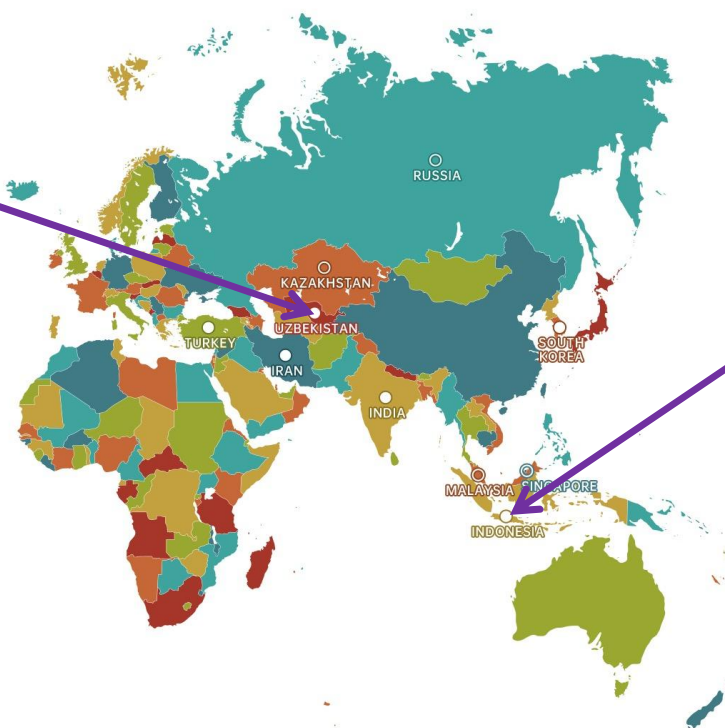 RUSSIA
KAZAKHSTAN
UZBEKISTAN
TURKEY
SOUTH
KOREA
IRAN
INDIA
MALAYSIA
SINGAPORE
INDONESIA